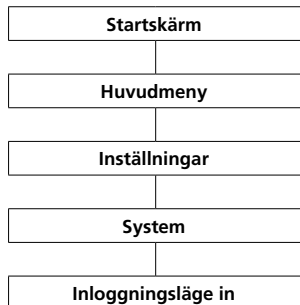 Startskärm
Huvudmeny
Inställningar
System
Inloggningsläge in